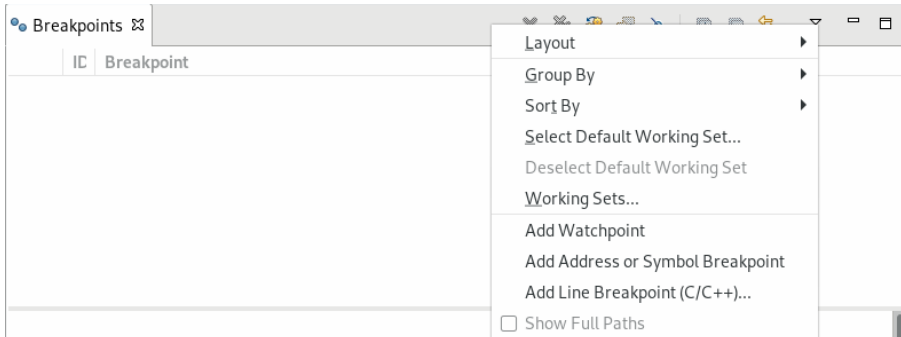 Breakpoints
Layout
ID Breakpoint
Group By
Sort By
Select Default Working Set...
Deselect Default Working Set
Working Sets...
Add Watchpoint
Add Address or Symbol Breakpoint
Add Line Breakpoint (C/C++)...
Show Full Paths